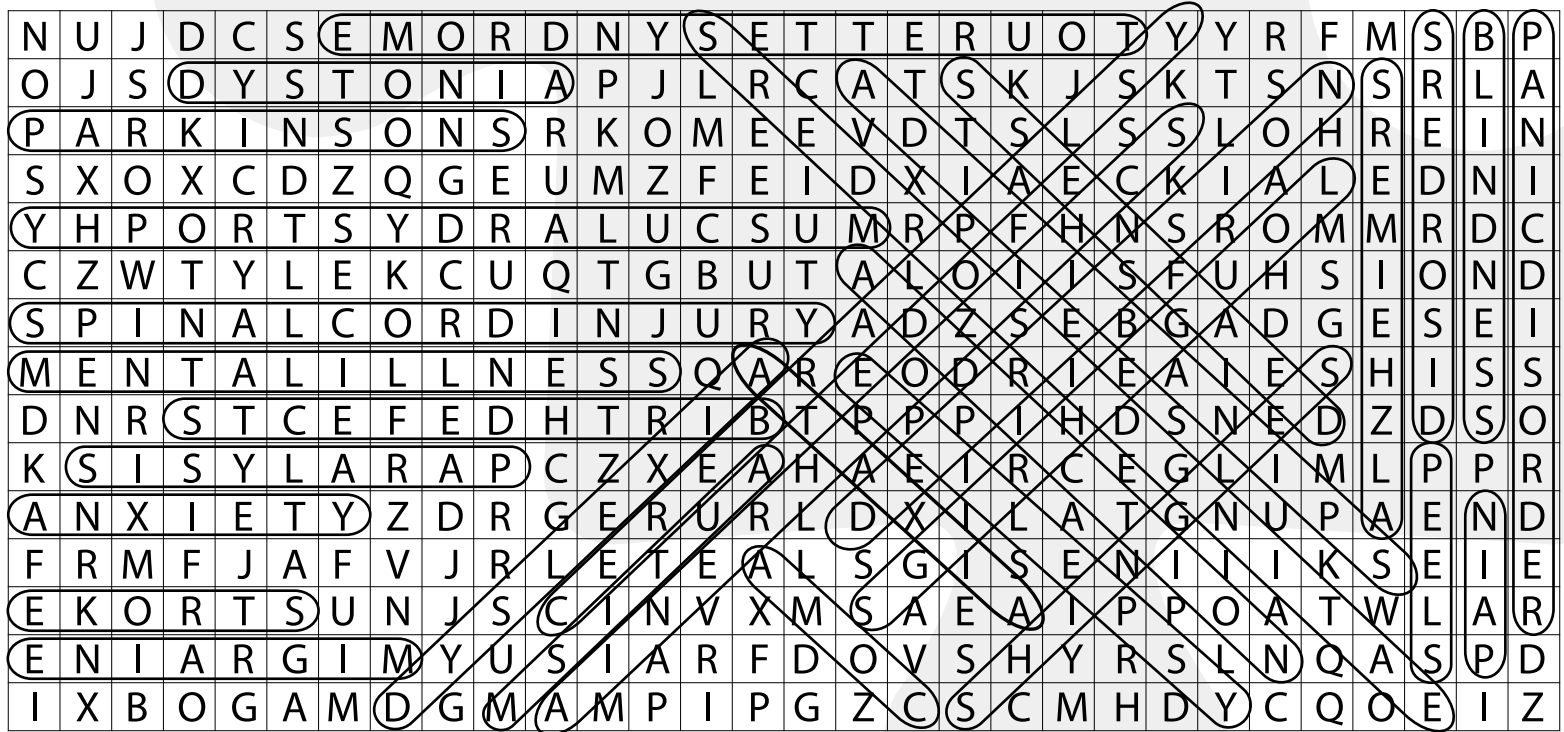 N U J D C S E M O R D N Y S E T T E R U O T Y Y R F M S B P
O J S D Y S T O N I A P J L R C A T S K J S K T S N S R L A
P A R K I N S O N S R K O M E E V D T S L S S L O H R E I N
S X O X C D Z Q G E U M Z F E I D X I A E C K I A L E D N I
Y H P O R T S Y D R A L U C S U M R P F H N S R O M M R D C
C Z W T Y L E K C U Q T G B U T A L O I I S F U H S I O N D
S P I N A L C O R D I N J U R Y A D Z S E B G A D G E S E I
M E N T A L I L L N E S S Q A R E O D R I E A I E S H I S S
D N R S T C E F E D H T R I B T P P P I H D S N E D Z D S O
K S I S Y L A R A P C Z X E A H A E I R C E G L I M L P P R
A N X I E T Y Z D R G E R U R L D X I L A T G N U P A E N D
F R M F J A F V J R L E T E A L S G I S E N I I I K S E I E
E K O R T S U N J S C I N V X M S A E A I P P O A T W L A R
E N I A R G I M Y U S I A R F D O V S H Y R S L N Q A S P D
I X B O G A M D G M A M P I P G Z C S C M H D Y C Q O E I Z